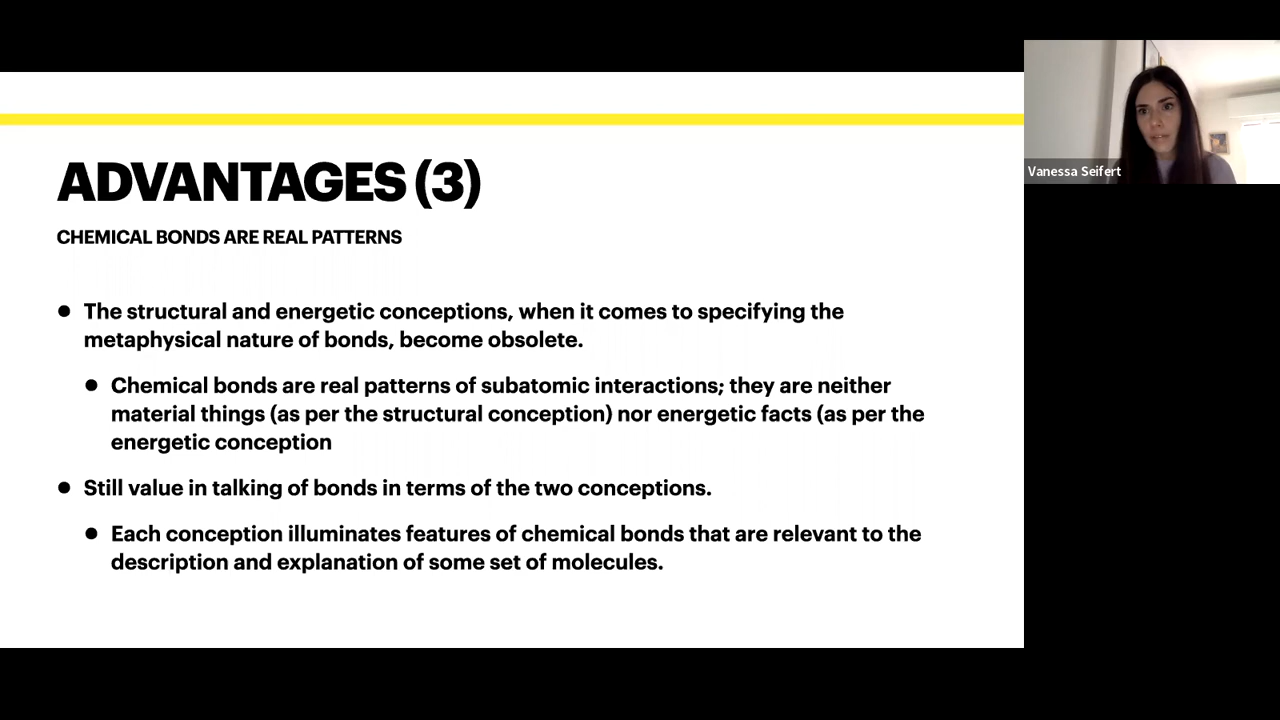 ADVANTAGES (3)
CHEMICAL BONDS ARE REAL PATTERNS
● The structural and energetic conceptions, when it comes to specifying the
metaphysical nature of bonds, become obsolete.
● Chemical bonds are real patterns of subatomic interactions; they are neither
material things (as per the structural conception) nor energetic facts (as per the
energetic conception
● Still value in talking of bonds in terms of the two conceptions.
● Each conception illuminates features of chemical bonds that are relevant to the
description and explanation of some set of molecules.
Vanessa Seifert